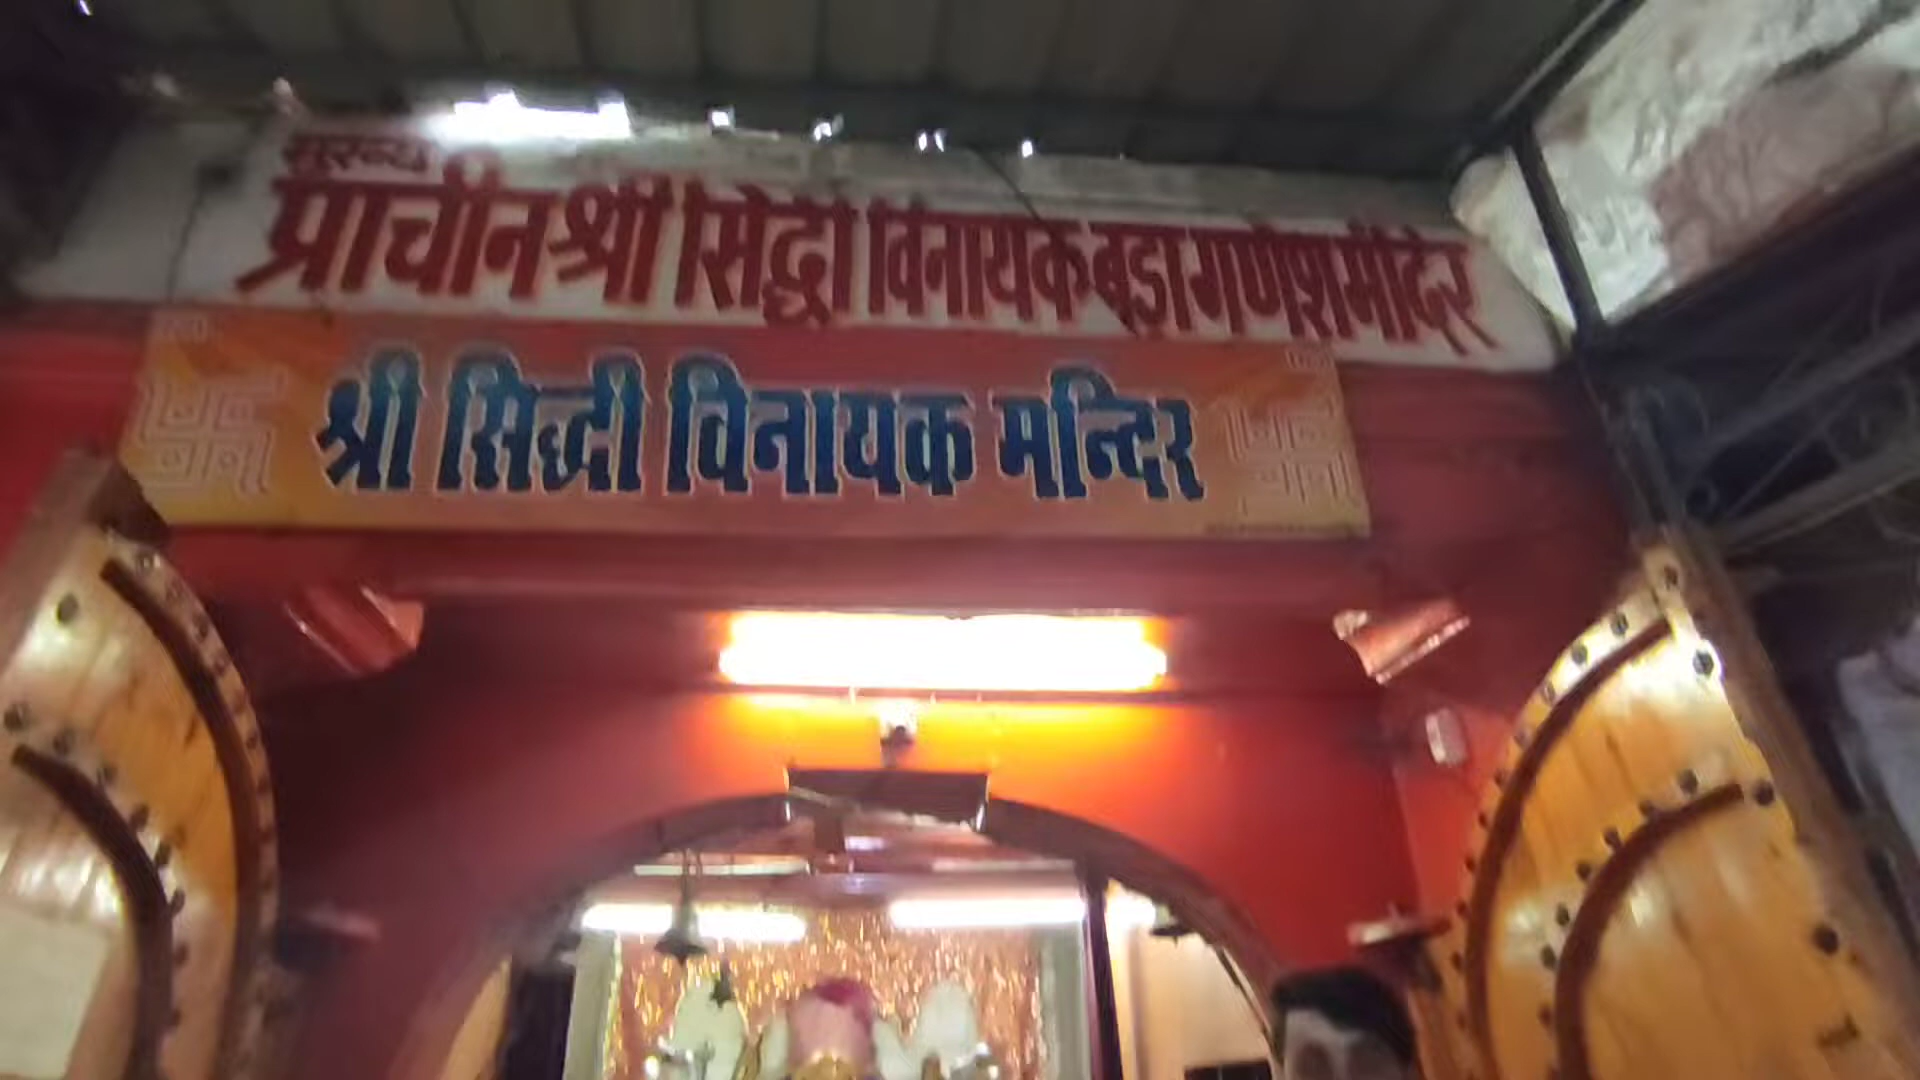 प्राचीन श्री सिद्धी विनायक बड़ा गणेश मंदिर
श्री सिद्धी विनायक मन्दिर